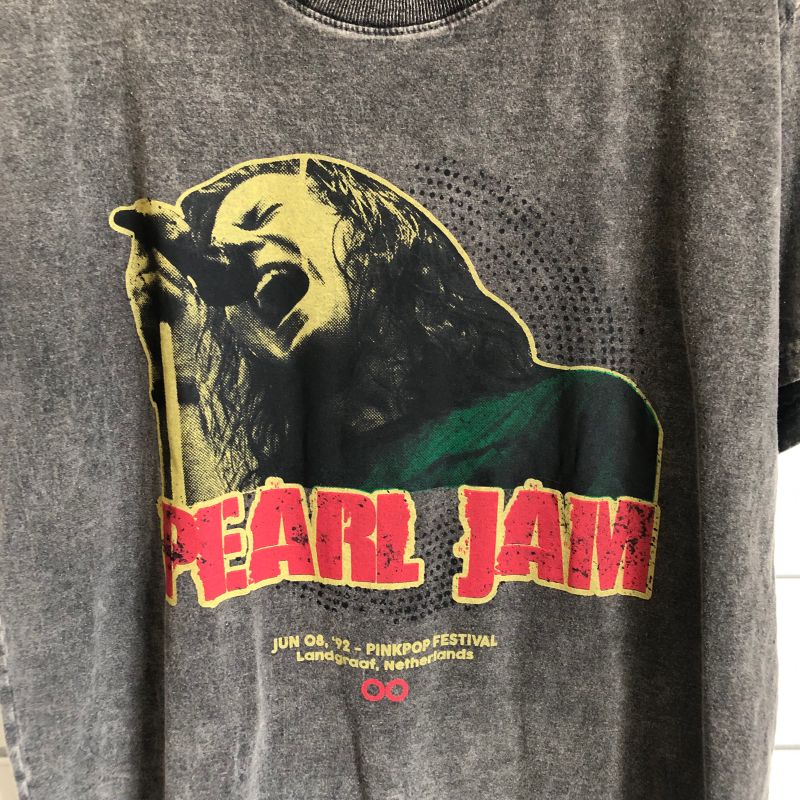 PEARL JAM
JUN 08, '92 - PINKPOP FESTIVAL
Landgraaf, Netherlands